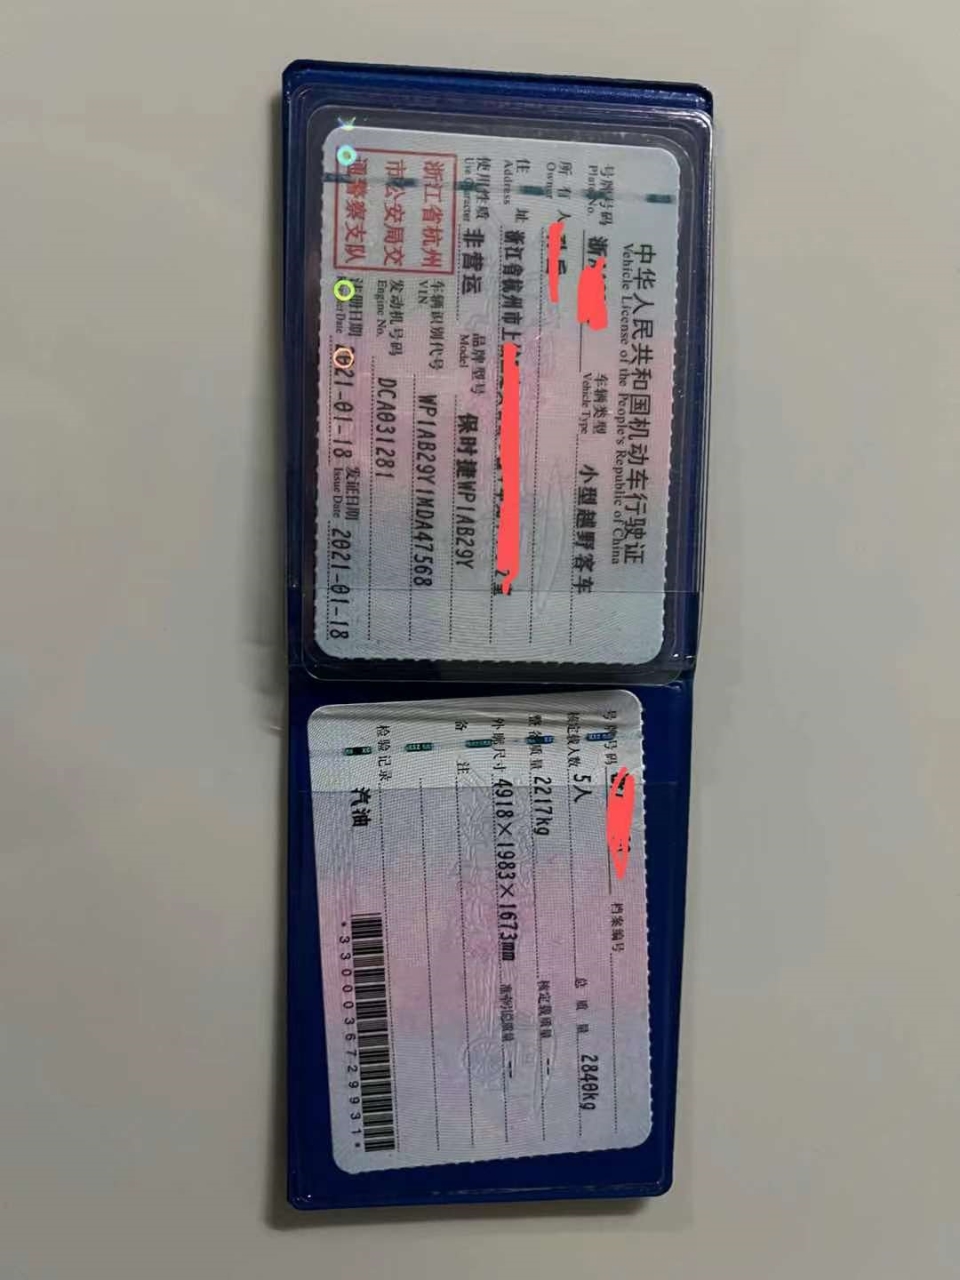 中华人民共和国机动车行驶证
Vehicle License of the People's Republic of China
号牌号码 浙A 车辆类型 小型越野客车
Plate No. Vehicle Type
所有人
Owner
住址 浙江省杭州市上
Address
使用性质 非营运 品牌型号 保时捷WP1AB29Y
Use Character Model
浙江省杭州
市公安局交
通警察支队
车辆识别代号 WP1AB29Y1MDA47568
VIN
发动机号码 DCA031281
Engine No.
注册日期 2021-01-18 发证日期 2021-01-18
Issue Date
号牌号码 档案编号
核定载人数 5人 总质量 2840kg
整备质量 2217kg 核定载质量 --
外廓尺寸 4918×1983×1673mm 准牵引总质量 --
备注
检验记录
汽油
*3300036729931*